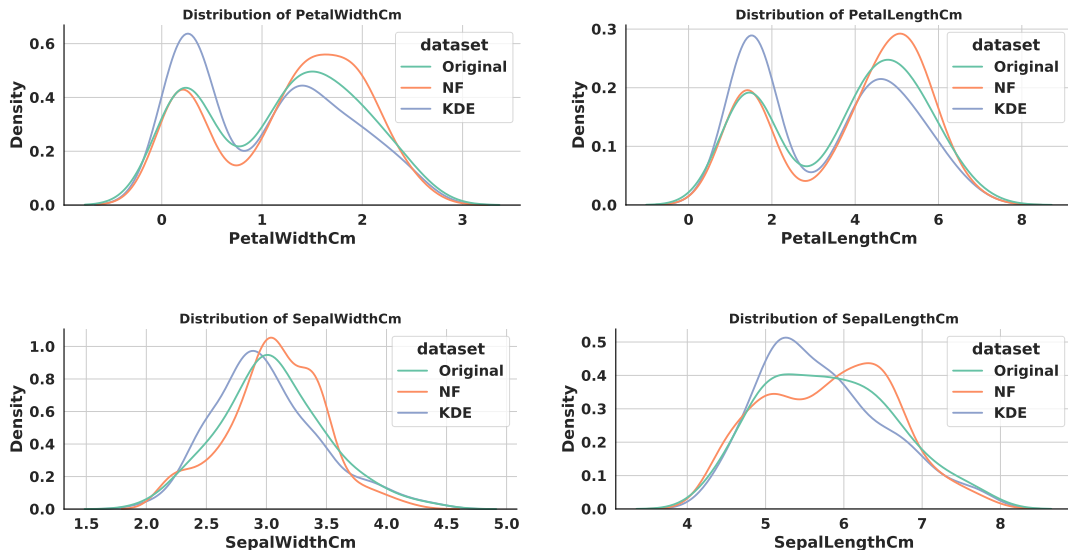 Distribution of PetalWidthCm
Density
0.6
0.4
0.2
0.0
dataset
Original
NF
KDE
0 1 2 3
PetalWidthCm
Distribution of PetalLengthCm
Density
0.3
0.2
0.1
0.0
dataset
Original
NF
KDE
0 2 4 6 8
PetalLengthCm
Distribution of SepalWidthCm
Density
1.0
0.8
0.6
0.4
0.2
0.0
dataset
Original
NF
KDE
1.5 2.0 2.5 3.0 3.5 4.0 4.5 5.0
SepalWidthCm
Distribution of SepalLengthCm
Density
0.5
0.4
0.3
0.2
0.1
0.0
dataset
Original
NF
KDE
4 5 6 7 8
SepalLengthCm